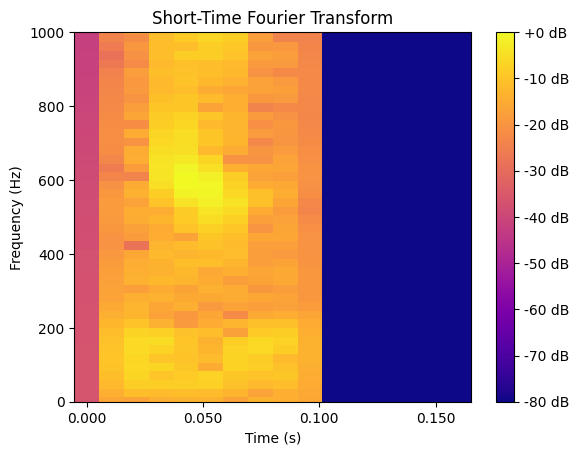 Short-Time Fourier Transform
1000
800
600
400
200
0
Frequency (Hz)
0.000
0.050
0.100
0.150
Time (s)
+0 dB
-10 dB
-20 dB
-30 dB
-40 dB
-50 dB
-60 dB
-70 dB
-80 dB